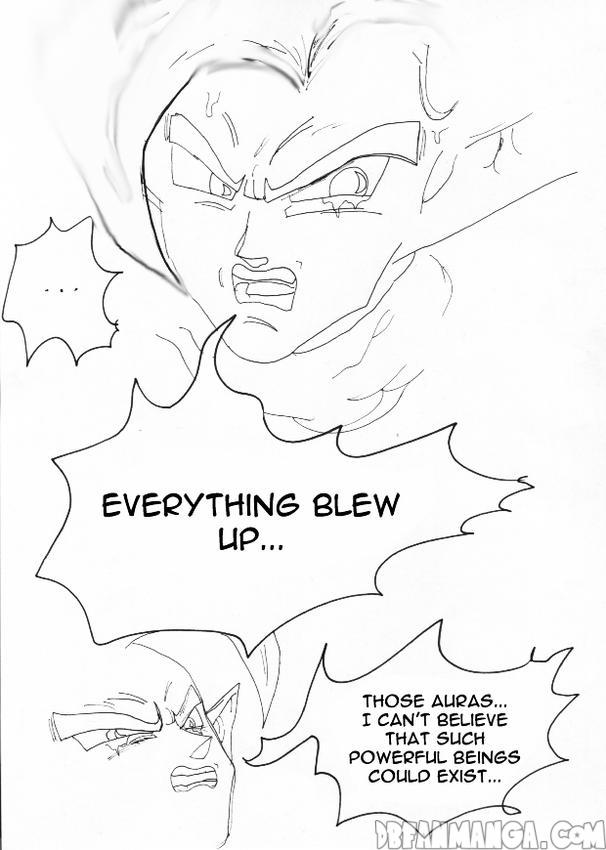 ...
EVERYTHING BLEW
UP...
THOSE AURAS...
I CAN'T BELIEVE
THAT SUCH
POWERFUL BEINGS
COULD EXIST...
DBFANMANGA.COM